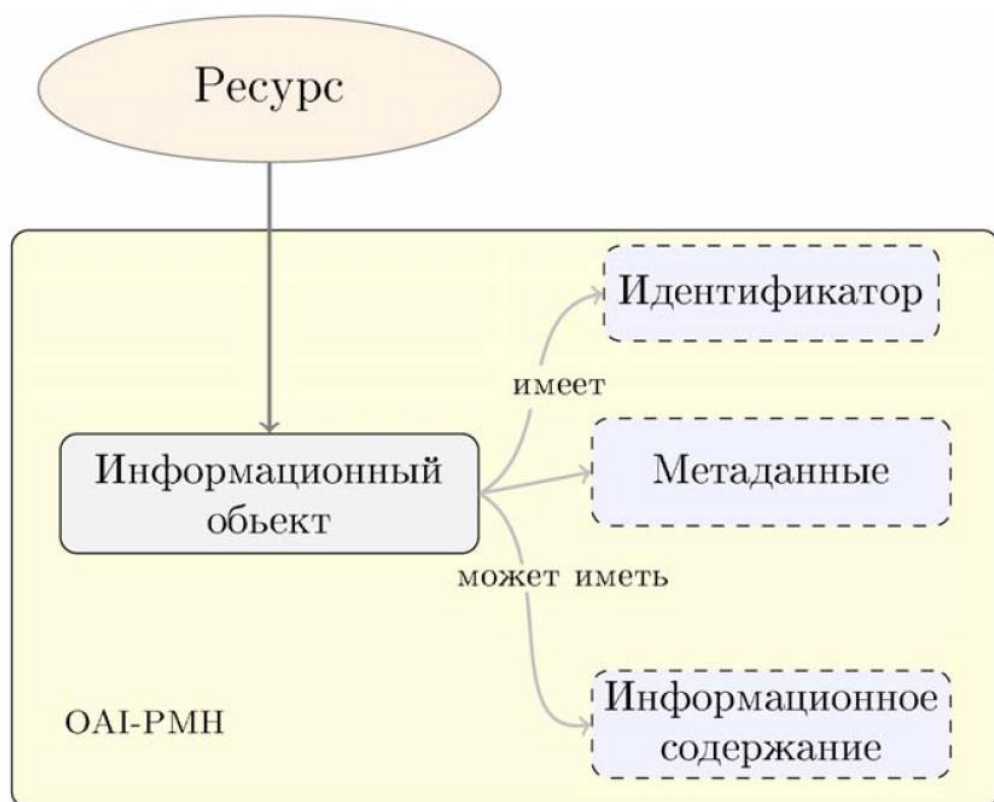 Ресурс
Идентификатор
имеет
Информационный
обьект
Метаданные
может иметь
Информационное
содержание
OAI-PMH